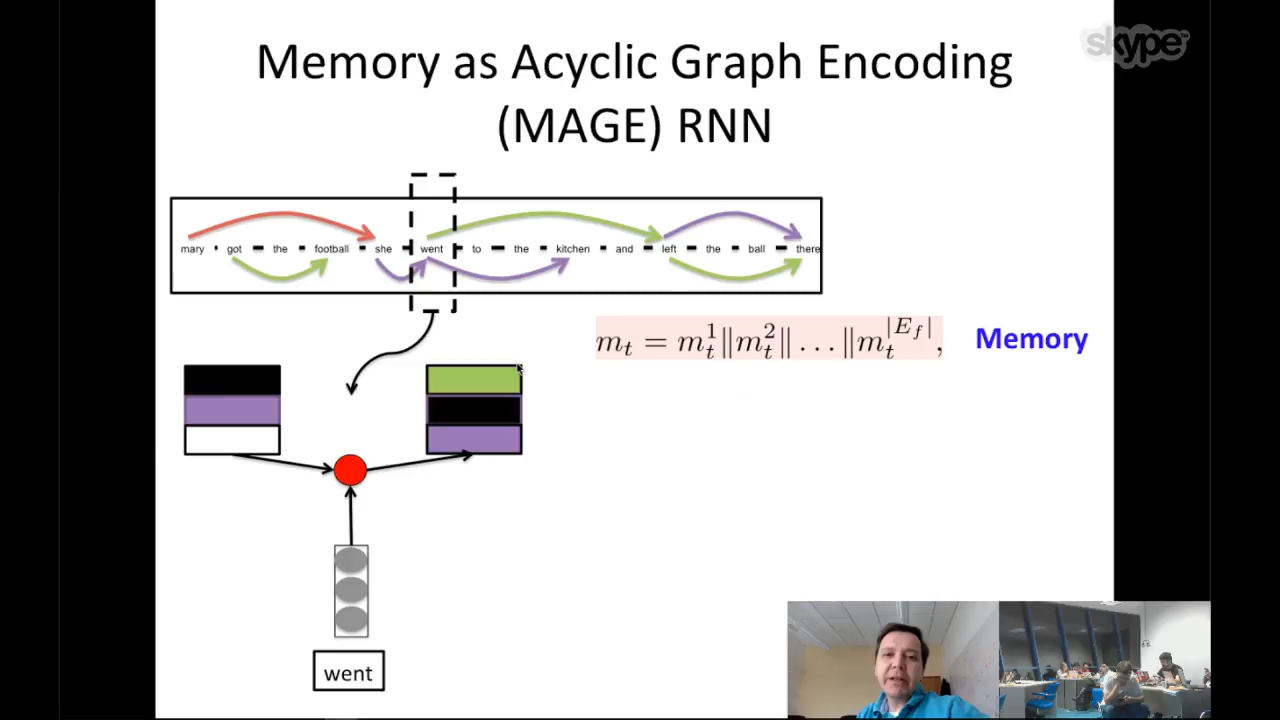 skype
Memory as Acyclic Graph Encoding
(MAGE) RNN
mary got the football she went to the kitchen and left the ball there
m_t = m_t^1 || m_t^2 || ... || m_t^{|E_f|}, Memory
went